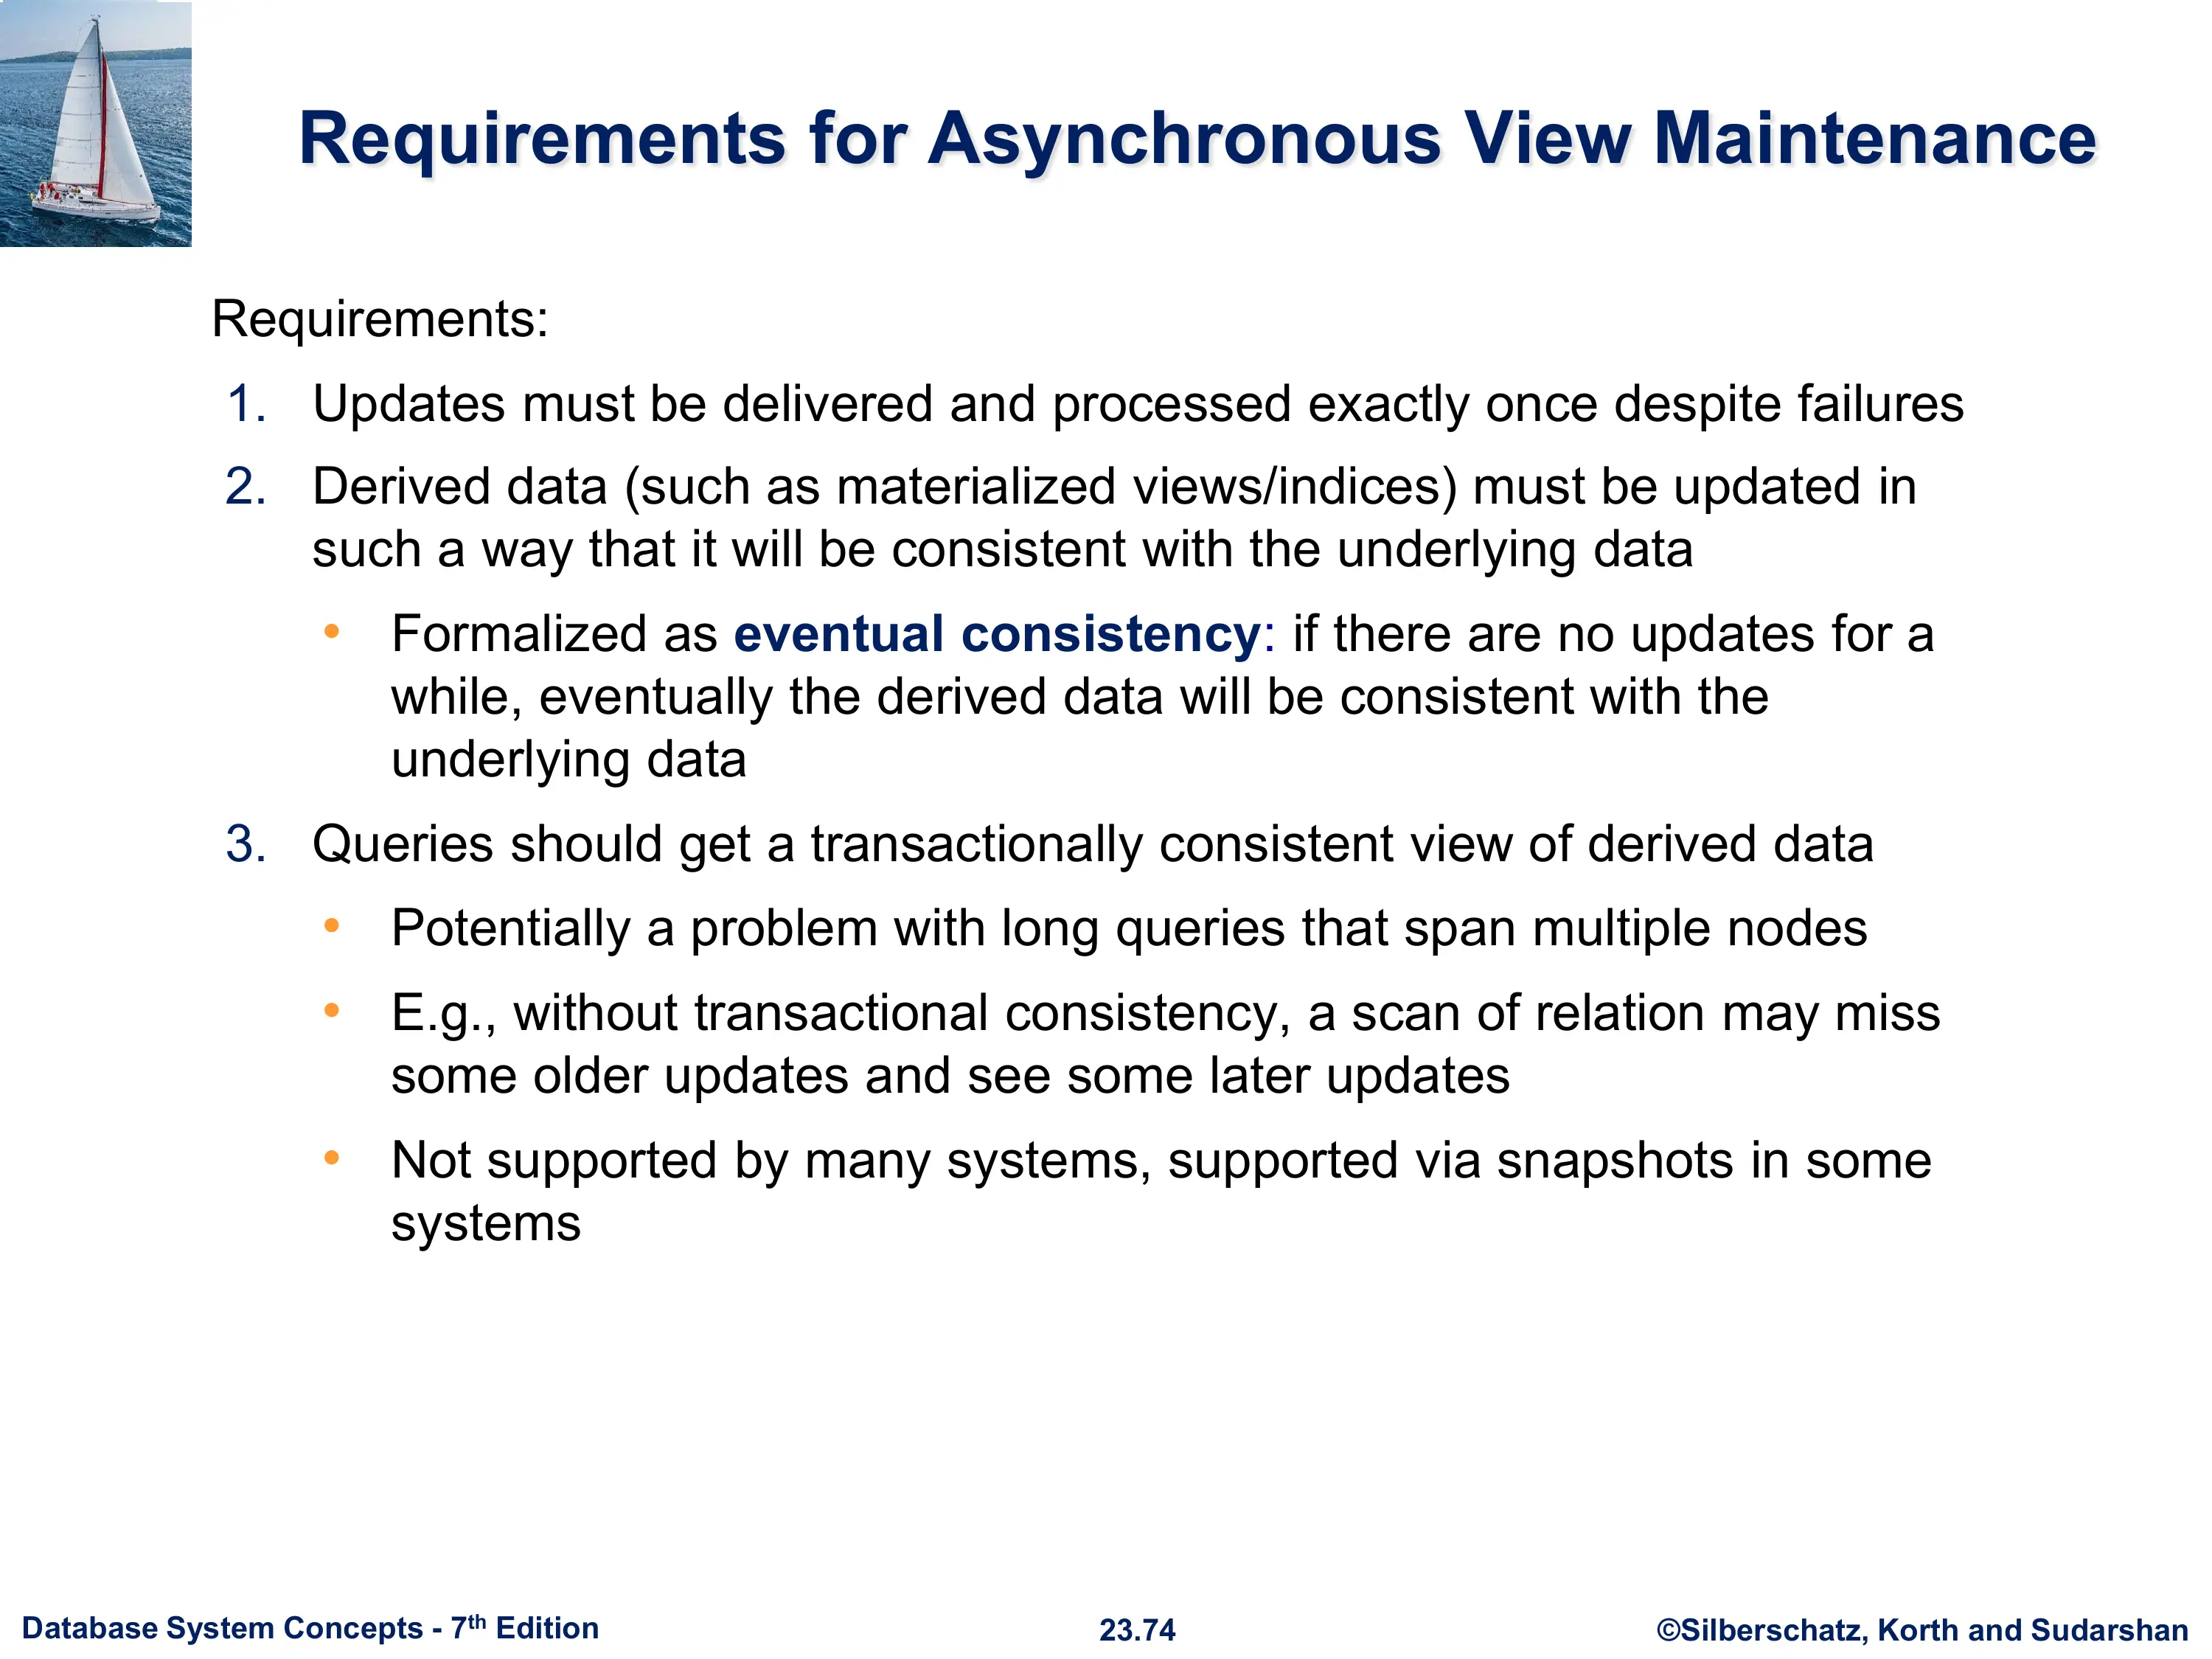 Requirements for Asynchronous View Maintenance
Requirements:
1. Updates must be delivered and processed exactly once despite failures
2. Derived data (such as materialized views/indices) must be updated in
such a way that it will be consistent with the underlying data
• Formalized as eventual consistency: if there are no updates for a
while, eventually the derived data will be consistent with the
underlying data
3. Queries should get a transactionally consistent view of derived data
• Potentially a problem with long queries that span multiple nodes
• E.g., without transactional consistency, a scan of relation may miss
some older updates and see some later updates
• Not supported by many systems, supported via snapshots in some
systems
Database System Concepts - 7th Edition
23.74
©Silberschatz, Korth and Sudarshan